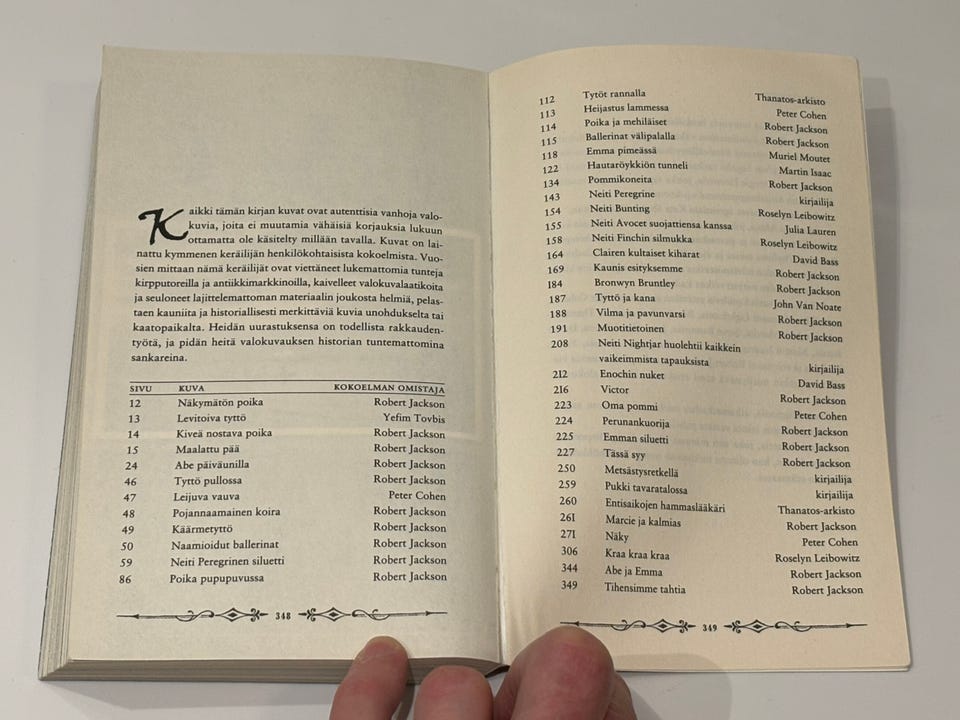 Kaikki tämän kirjan kuvat ovat autenttisia vanhoja valo-
kuvia, joita ei muutamia vähäisiä korjauksia lukuun
ottamatta ole käsitelty millään tavalla. Kuvat on lai-
nattu kymmenen keräilijän henkilökohtaisista kokoelmista. Vuo-
sien mittaan nämä keräilijät ovat viettäneet lukemattomia tunteja
kirpputoreilla ja antiikkimarkkinoilla, kaivelleet valokuvalaatikoita
ja seuloneet lajittelemattoman materiaalin joukosta helmiä, pelas-
taen kauniita ja historiallisesti merkittäviä kuvia unohdukselta tai
kaatopaikalta. Heidän uurastuksensa on todellista rakkauden-
työtä, ja pidän heitä valokuvauksen historian tuntemattomina
sankareina.
SIVU KUVA KOKOELMAN OMISTAJA
12 Näkymätön poika Robert Jackson
13 Levitoiva tyttö Yefim Tovbis
14 Kiveä nostava poika Robert Jackson
15 Maalattu pää Robert Jackson
24 Abe päiväunilla Robert Jackson
46 Tyttö pullossa Robert Jackson
47 Leijuva vauva Peter Cohen
48 Pojannaamainen koira Robert Jackson
49 Käärmetyttö Robert Jackson
50 Naamioidut ballerinat Robert Jackson
59 Neiti Peregrinen siluetti Robert Jackson
86 Poika pupupuvussa Robert Jackson
348
112 Tytöt rannalla Thanatos-arkisto
113 Heijastus lammessa Peter Cohen
114 Poika ja mehiläiset Robert Jackson
115 Ballerinat välipalalla Robert Jackson
118 Emma pimeässä Muriel Moutet
122 Hautaröykkiön tunneli Martin Isaac
134 Pommikoneita Robert Jackson
143 Neiti Peregrine kirjailija
154 Neiti Bunting Roselyn Leibowitz
155 Neiti Avocet suojattiensa kanssa Julia Lauren
158 Neiti Finchin silmukka Roselyn Leibowitz
164 Clairen kultaiset kiharat David Bass
169 Kaunis esityksemme Robert Jackson
184 Bronwyn Bruntley Robert Jackson
187 Tyttö ja kana John Van Noate
188 Vilma ja pavunvarsi Robert Jackson
191 Muotitietoinen Robert Jackson
208 Neiti Nightjar huolehtii kaikkein
vaikeimmista tapauksista kirjailija
212 Enochin nuket David Bass
216 Victor Robert Jackson
223 Oma pommi Peter Cohen
224 Perunankuorija Robert Jackson
225 Emman siluetti Robert Jackson
227 Tässä syy Robert Jackson
250 Metsästysretkellä kirjailija
259 Pukki tavaratalossa kirjailija
260 Entisaikojen hammaslääkäri Thanatos-arkisto
261 Marcie ja kalmias Robert Jackson
271 Näky Peter Cohen
306 Kraa kraa kraa Roselyn Leibowitz
344 Abe ja Emma Robert Jackson
349 Tihensimme tahtia Robert Jackson
349